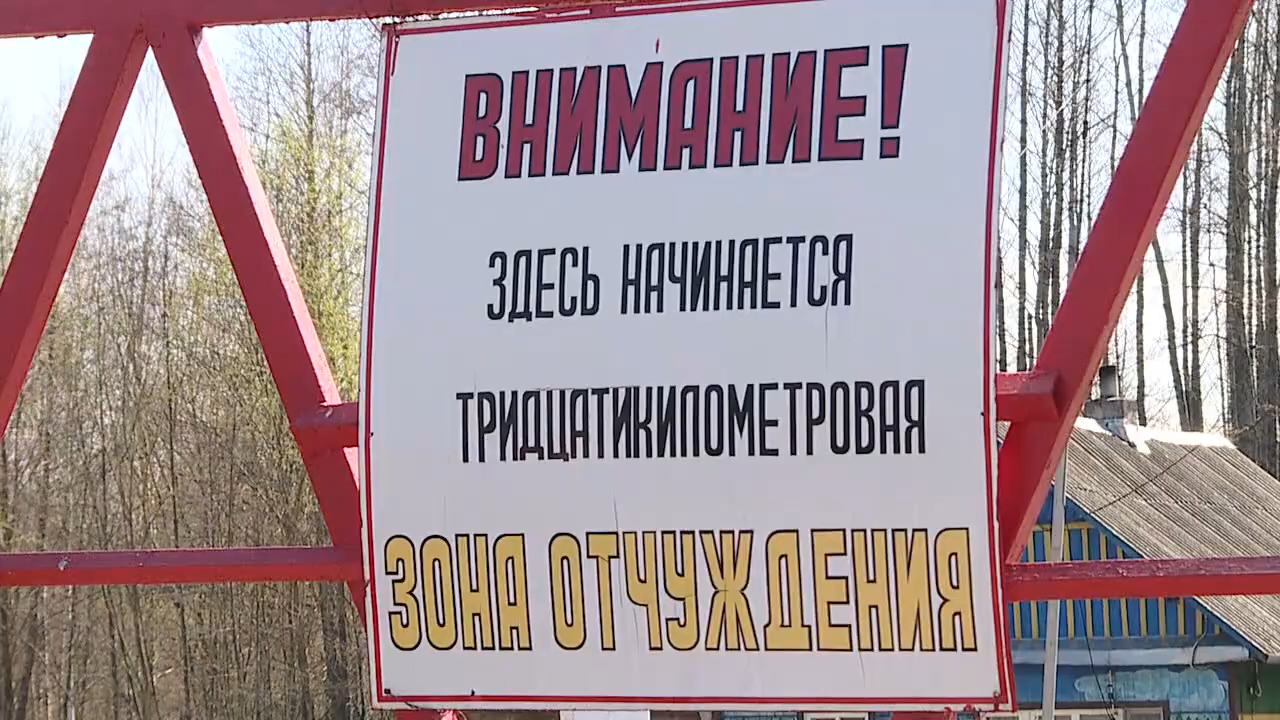 ВНИМАНИЕ!
ЗДЕСЬ НАЧИНАЕТСЯ
ТРИДЦАТИКИЛОМЕТРОВАЯ
ЗОНА ОТЧУЖДЕНИЯ